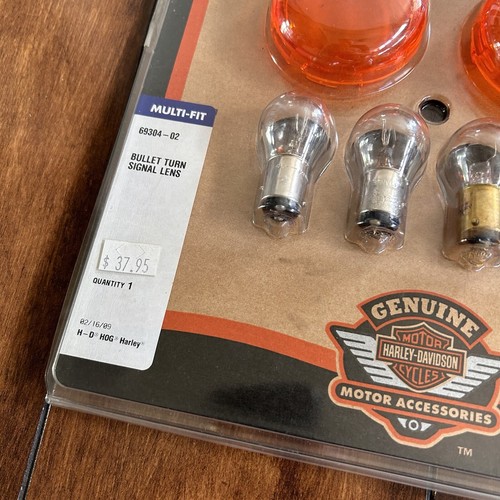 MULTI-FIT
69304-02
BULLET TURN
SIGNAL LENS
$ 37.95
QUANTITY 1
02/16/09
H-D® HOG® Harley®
GENUINE
MOTOR
HARLEY-DAVIDSON
CYCLES
MOTOR ACCESSORIES
TM